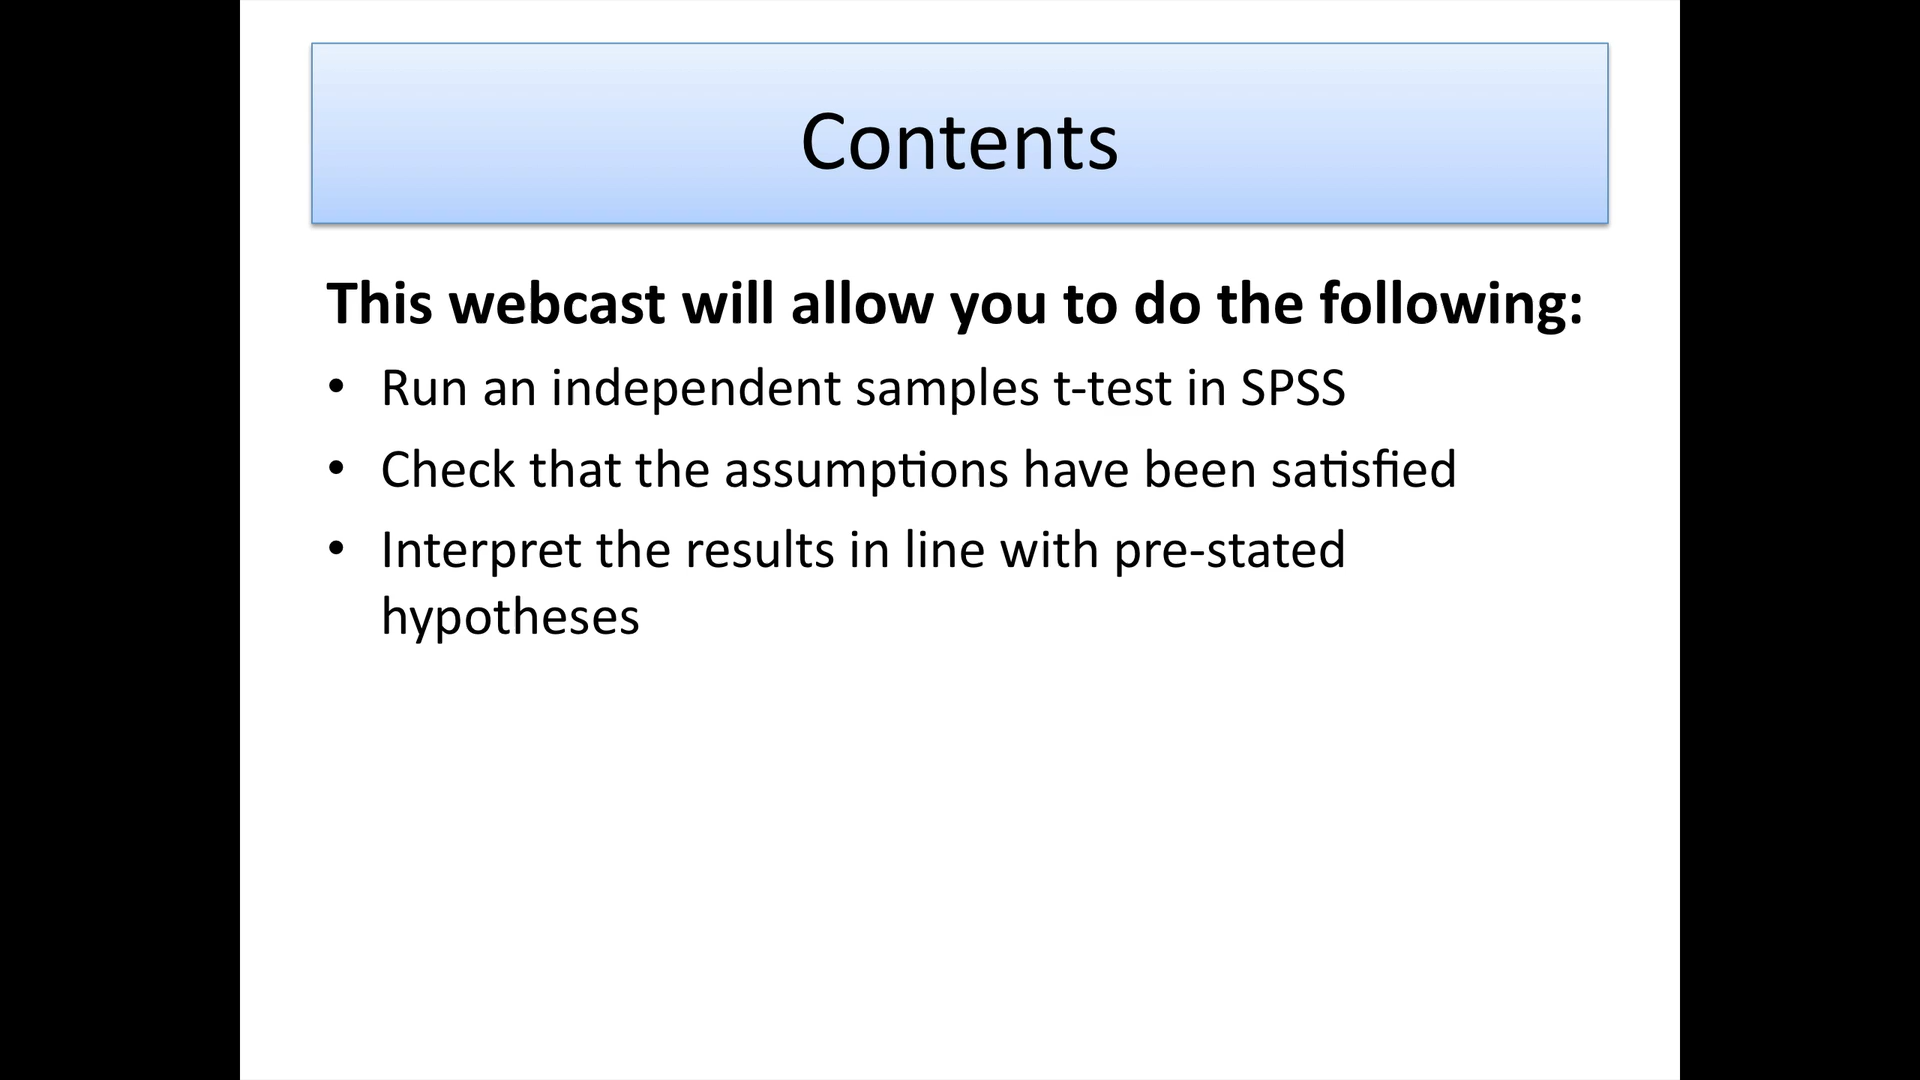 Contents
This webcast will allow you to do the following:
• Run an independent samples t-test in SPSS
• Check that the assumptions have been satisfied
• Interpret the results in line with pre-stated
hypotheses